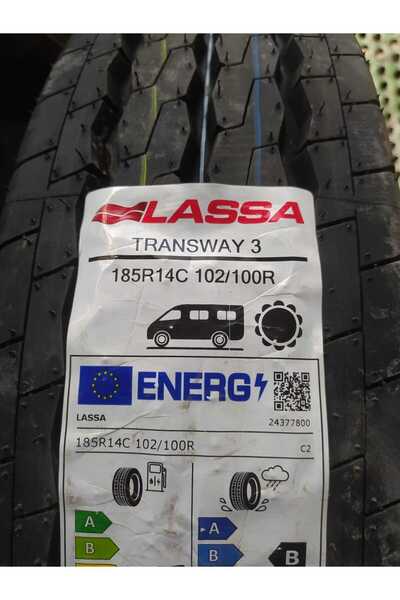 LASSA
TRANSWAY 3
185R14C 102/100R
ENERG
LASSA
24377800
185R14C 102/100R
C2
A
A
B
B
B